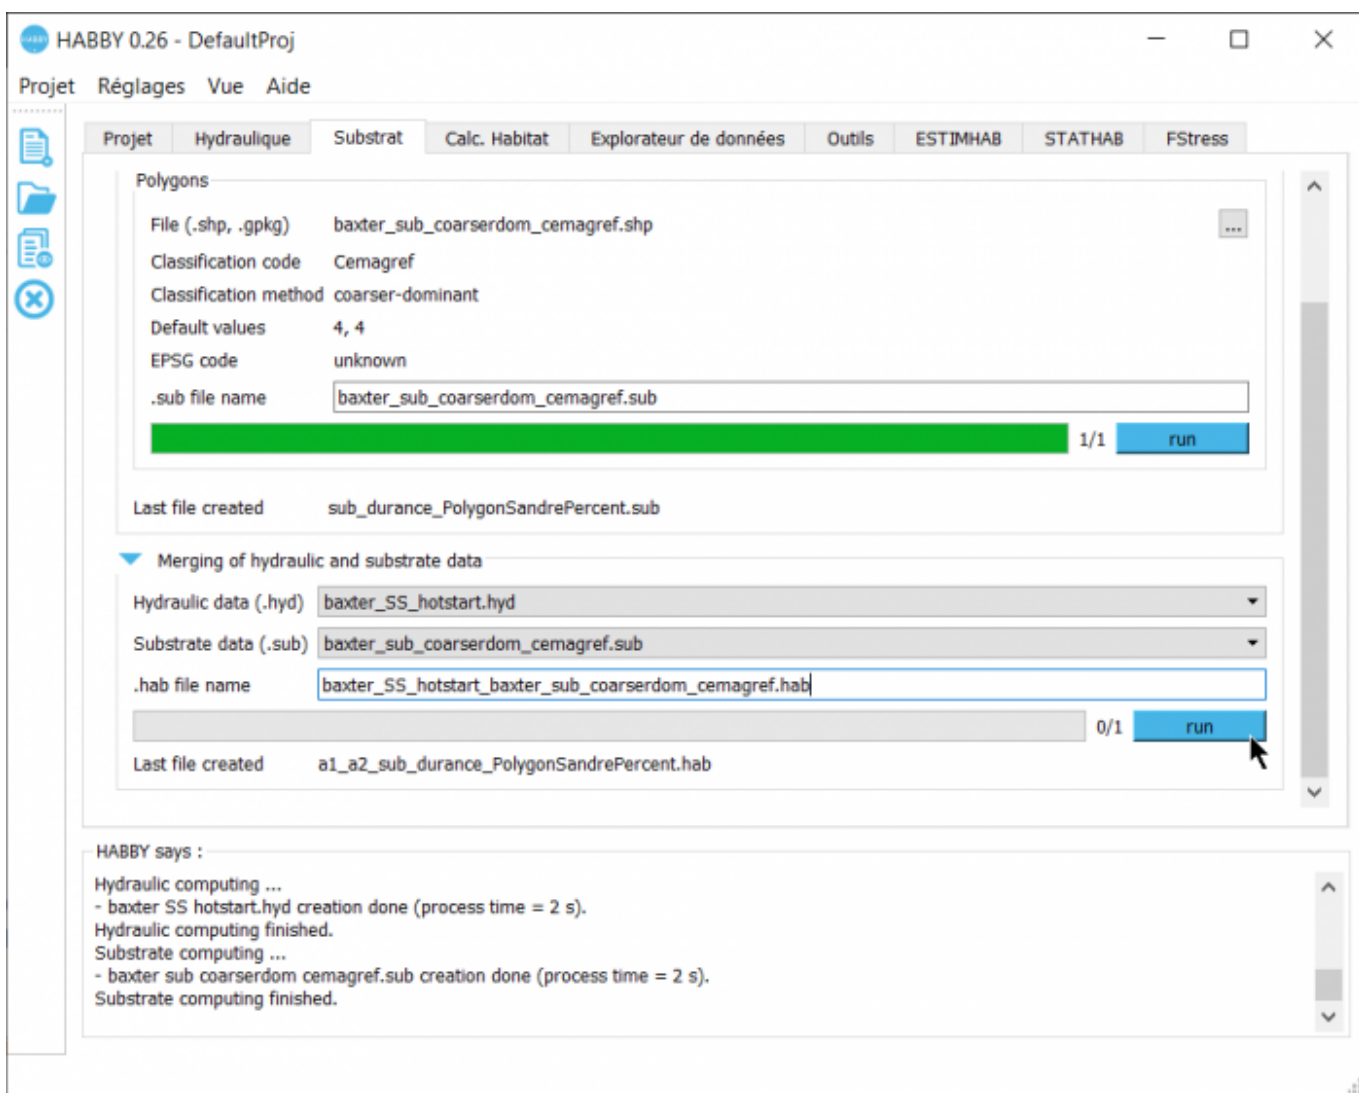 HABBY 0.26 - DefaultProj
Projet Réglages Vue Aide
Projet Hydraulique Substrat Calc. Habitat Explorateur de données Outils ESTIMHAB STATHAB FStress
Polygons
File (.shp, .gpkg) baxter_sub_coarserdom_cemagref.shp ...
Classification code Cemagref
Classification method coarser-dominant
Default values 4, 4
EPSG code unknown
.sub file name baxter_sub_coarserdom_cemagref.sub
1/1 run
Last file created sub_durance_PolygonSandrePercent.sub
Merging of hydraulic and substrate data
Hydraulic data (.hyd) baxter_SS_hotstart.hyd
Substrate data (.sub) baxter_sub_coarserdom_cemagref.sub
.hab file name baxter_SS_hotstart_baxter_sub_coarserdom_cemagref.hab
0/1 run
Last file created a1_a2_sub_durance_PolygonSandrePercent.hab
HABBY says :
Hydraulic computing ...
- baxter SS hotstart.hyd creation done (process time = 2 s).
Hydraulic computing finished.
Substrate computing ...
- baxter sub coarserdom cemagref.sub creation done (process time = 2 s).
Substrate computing finished.